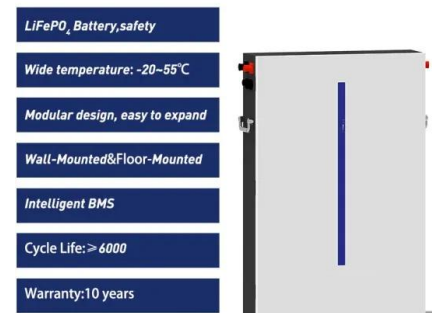 LiFePO₄ Battery,safety
Wide temperature: -20~55℃
Modular design, easy to expand
Wall-Mounted&Floor-Mounted
Intelligent BMS
Cycle Life:≥6000
Warranty:10 years